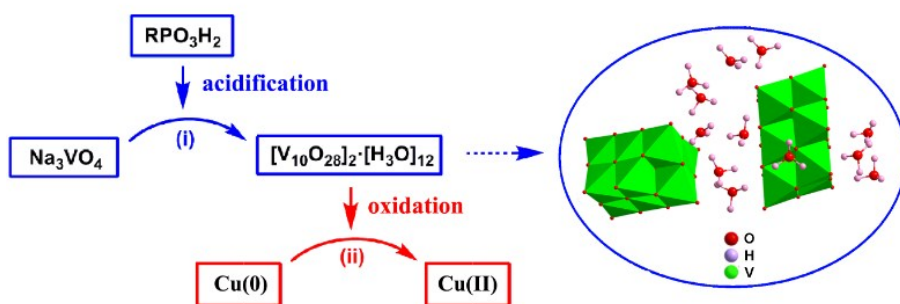 RPO₃H₂
acidification
(i)
Na₃VO₄
[V₁₀O₂₈]₂·[H₃O]₁₂
oxidation
(ii)
Cu(0)
Cu(II)
O
H
V